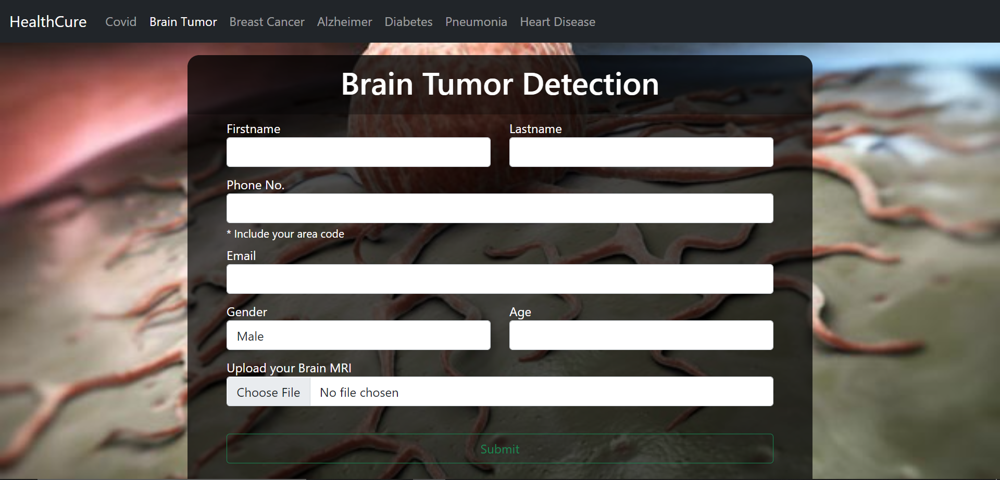 HealthCure Covid Brain Tumor Breast Cancer Alzheimer Diabetes Pneumonia Heart Disease
Brain Tumor Detection
Firstname Lastname
Phone No.
* Include your area code
Email
Gender Age
Male
Upload your Brain MRI
Choose File No file chosen
Submit